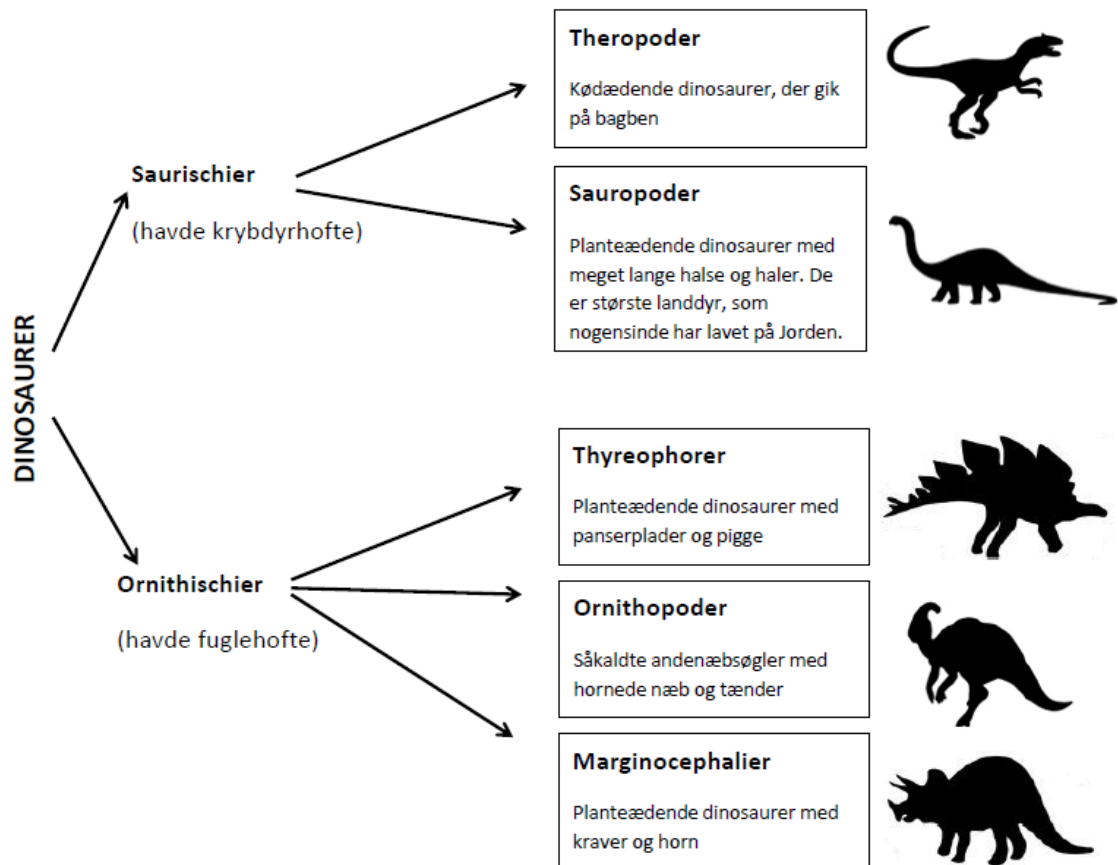 DINOSAURER
Saurischier
(havde krybdyrhofte)
Theropoder
Kødædende dinosaurer, der gik
på bagben
Sauropoder
Planteædende dinosaurer med
meget lange halse og haler. De
er største landdyr, som
nogensinde har lavet på Jorden.
Ornithischier
(havde fuglehofte)
Thyreophorer
Planteædende dinosaurer med
panserplader og pigge
Ornithopoder
Såkaldte andenæbsøgler med
hornede næb og tænder
Marginocephalier
Planteædende dinosaurer med
kraver og horn